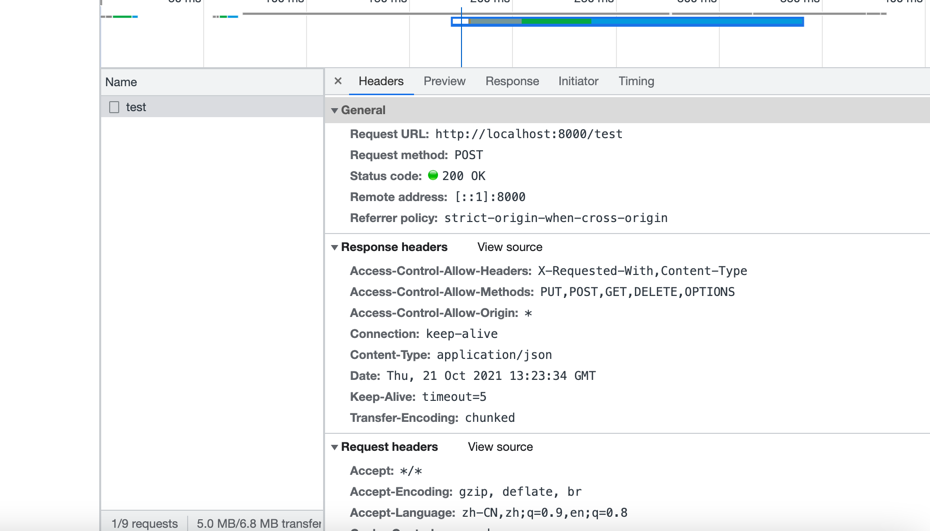 Name
× Headers Preview Response Initiator Timing
test
General
Request URL: http://localhost:8000/test
Request method: POST
Status code: 200 OK
Remote address: [::1]:8000
Referrer policy: strict-origin-when-cross-origin
Response headers View source
Access-Control-Allow-Headers: X-Requested-With,Content-Type
Access-Control-Allow-Methods: PUT,POST,GET,DELETE,OPTIONS
Access-Control-Allow-Origin: *
Connection: keep-alive
Content-Type: application/json
Date: Thu, 21 Oct 2021 13:23:34 GMT
Keep-Alive: timeout=5
Transfer-Encoding: chunked
Request headers View source
Accept: */*
Accept-Encoding: gzip, deflate, br
Accept-Language: zh-CN,zh;q=0.9,en;q=0.8
1/9 requests 5.0 MB/6.8 MB transfer